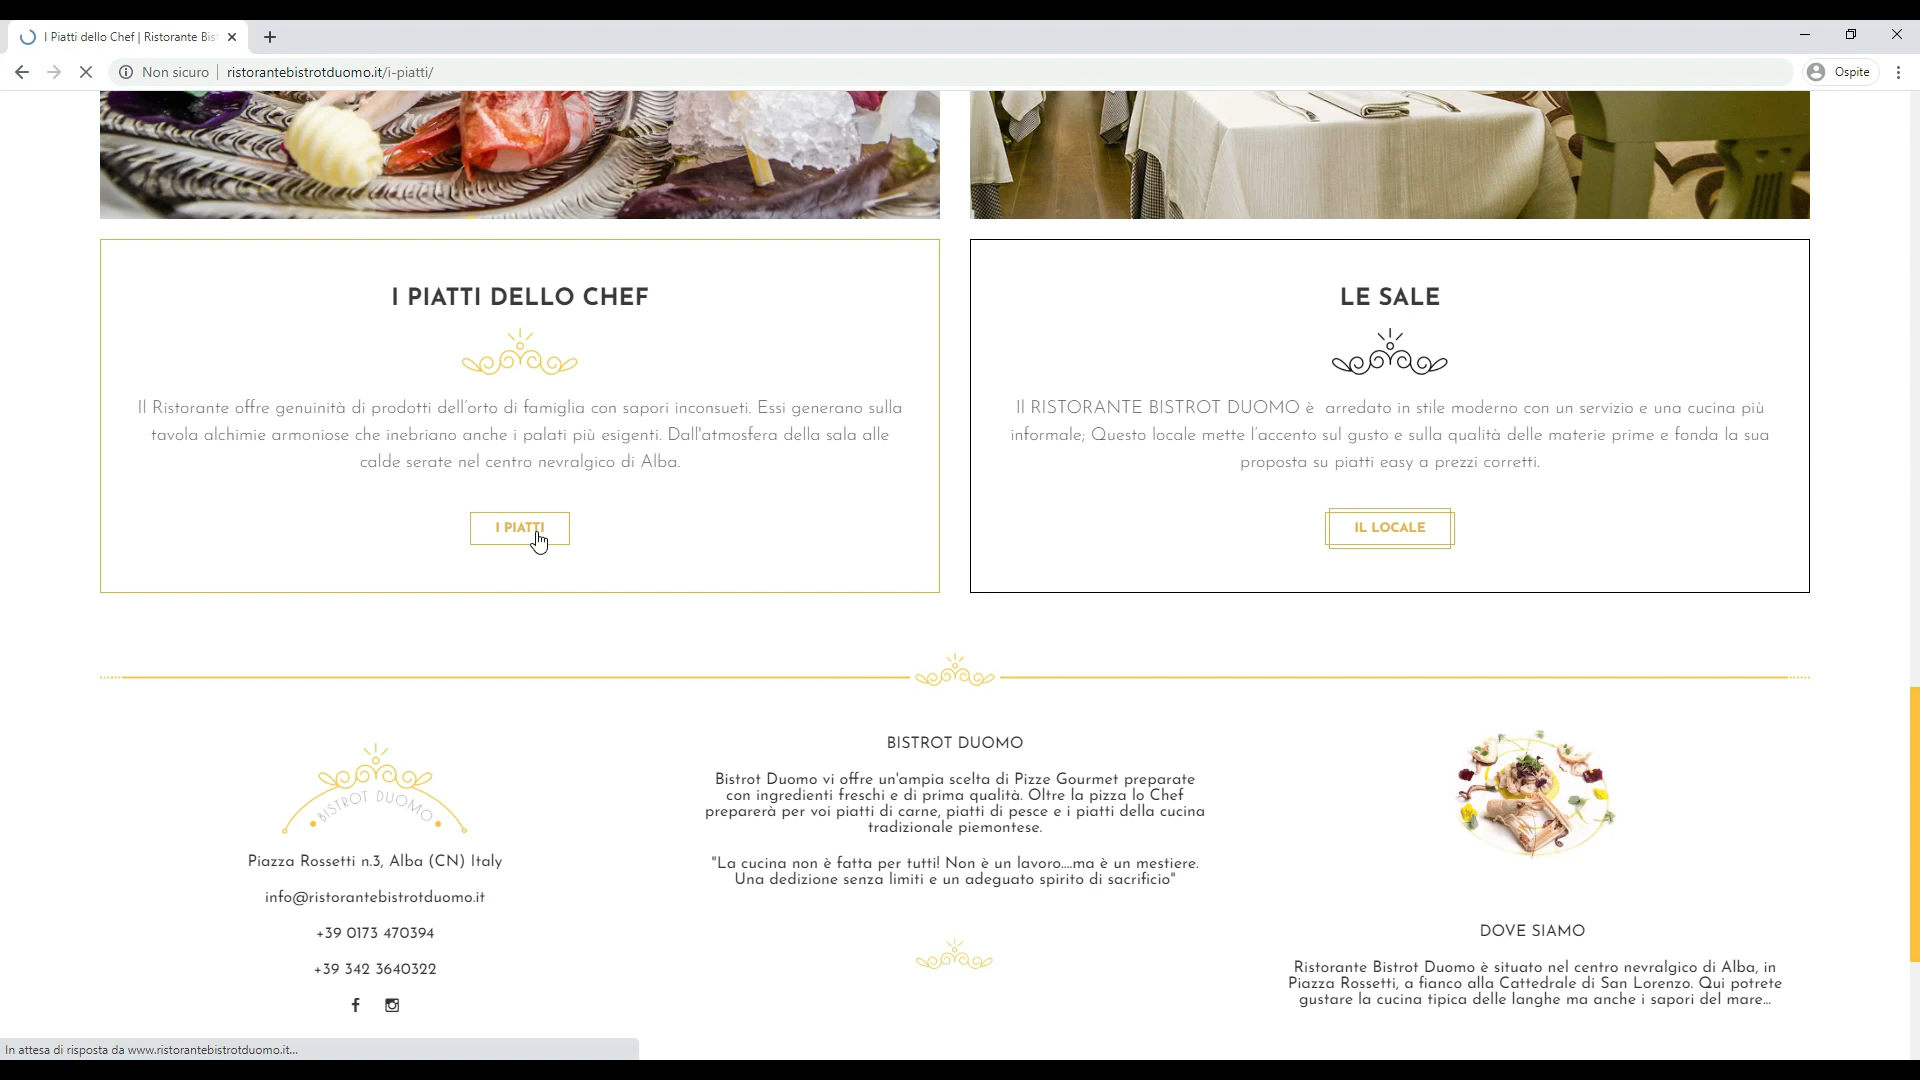 I Piatti dello Chef | Ristorante Bis
Non sicuro
ristorantebistrotduomo.it/i-piatti/
Ospite
I PIATTI DELLO CHEF
Il Ristorante offre genuinità di prodotti dell'orto di famiglia con sapori inconsueti. Essi generano sulla
tavola alchimie armoniose che inebriano anche i palati più esigenti. Dall'atmosfera della sala alle
calde serate nel centro nevralgico di Alba.
I PIATTI
LE SALE
Il RISTORANTE BISTROT DUOMO è arredato in stile moderno con un servizio e una cucina più
informale; Questo locale mette l'accento sul gusto e sulla qualità delle materie prime e fonda la sua
proposta su piatti easy a prezzi corretti.
IL LOCALE
BISTROT DUOMO
Piazza Rossetti n.3, Alba (CN) Italy
info@ristorantebistrotduomo.it
+39 0173 470394
+39 342 3640322
BISTROT DUOMO
Bistrot Duomo vi offre un'ampia scelta di Pizze Gourmet preparate
con ingredienti freschi e di prima qualità. Oltre la pizza lo Chef
preparerà per voi piatti di carne, piatti di pesce e i piatti della cucina
tradizionale piemontese.
"La cucina non è fatta per tutti! Non è un lavoro....ma è un mestiere.
Una dedizione senza limiti e un adeguato spirito di sacrificio"
DOVE SIAMO
Ristorante Bistrot Duomo è situato nel centro nevralgico di Alba, in
Piazza Rossetti, a fianco alla Cattedrale di San Lorenzo. Qui potrete
gustare la cucina tipica delle langhe ma anche i sapori del mare...
In attesa di risposta da www.ristorantebistrotduomo.it...